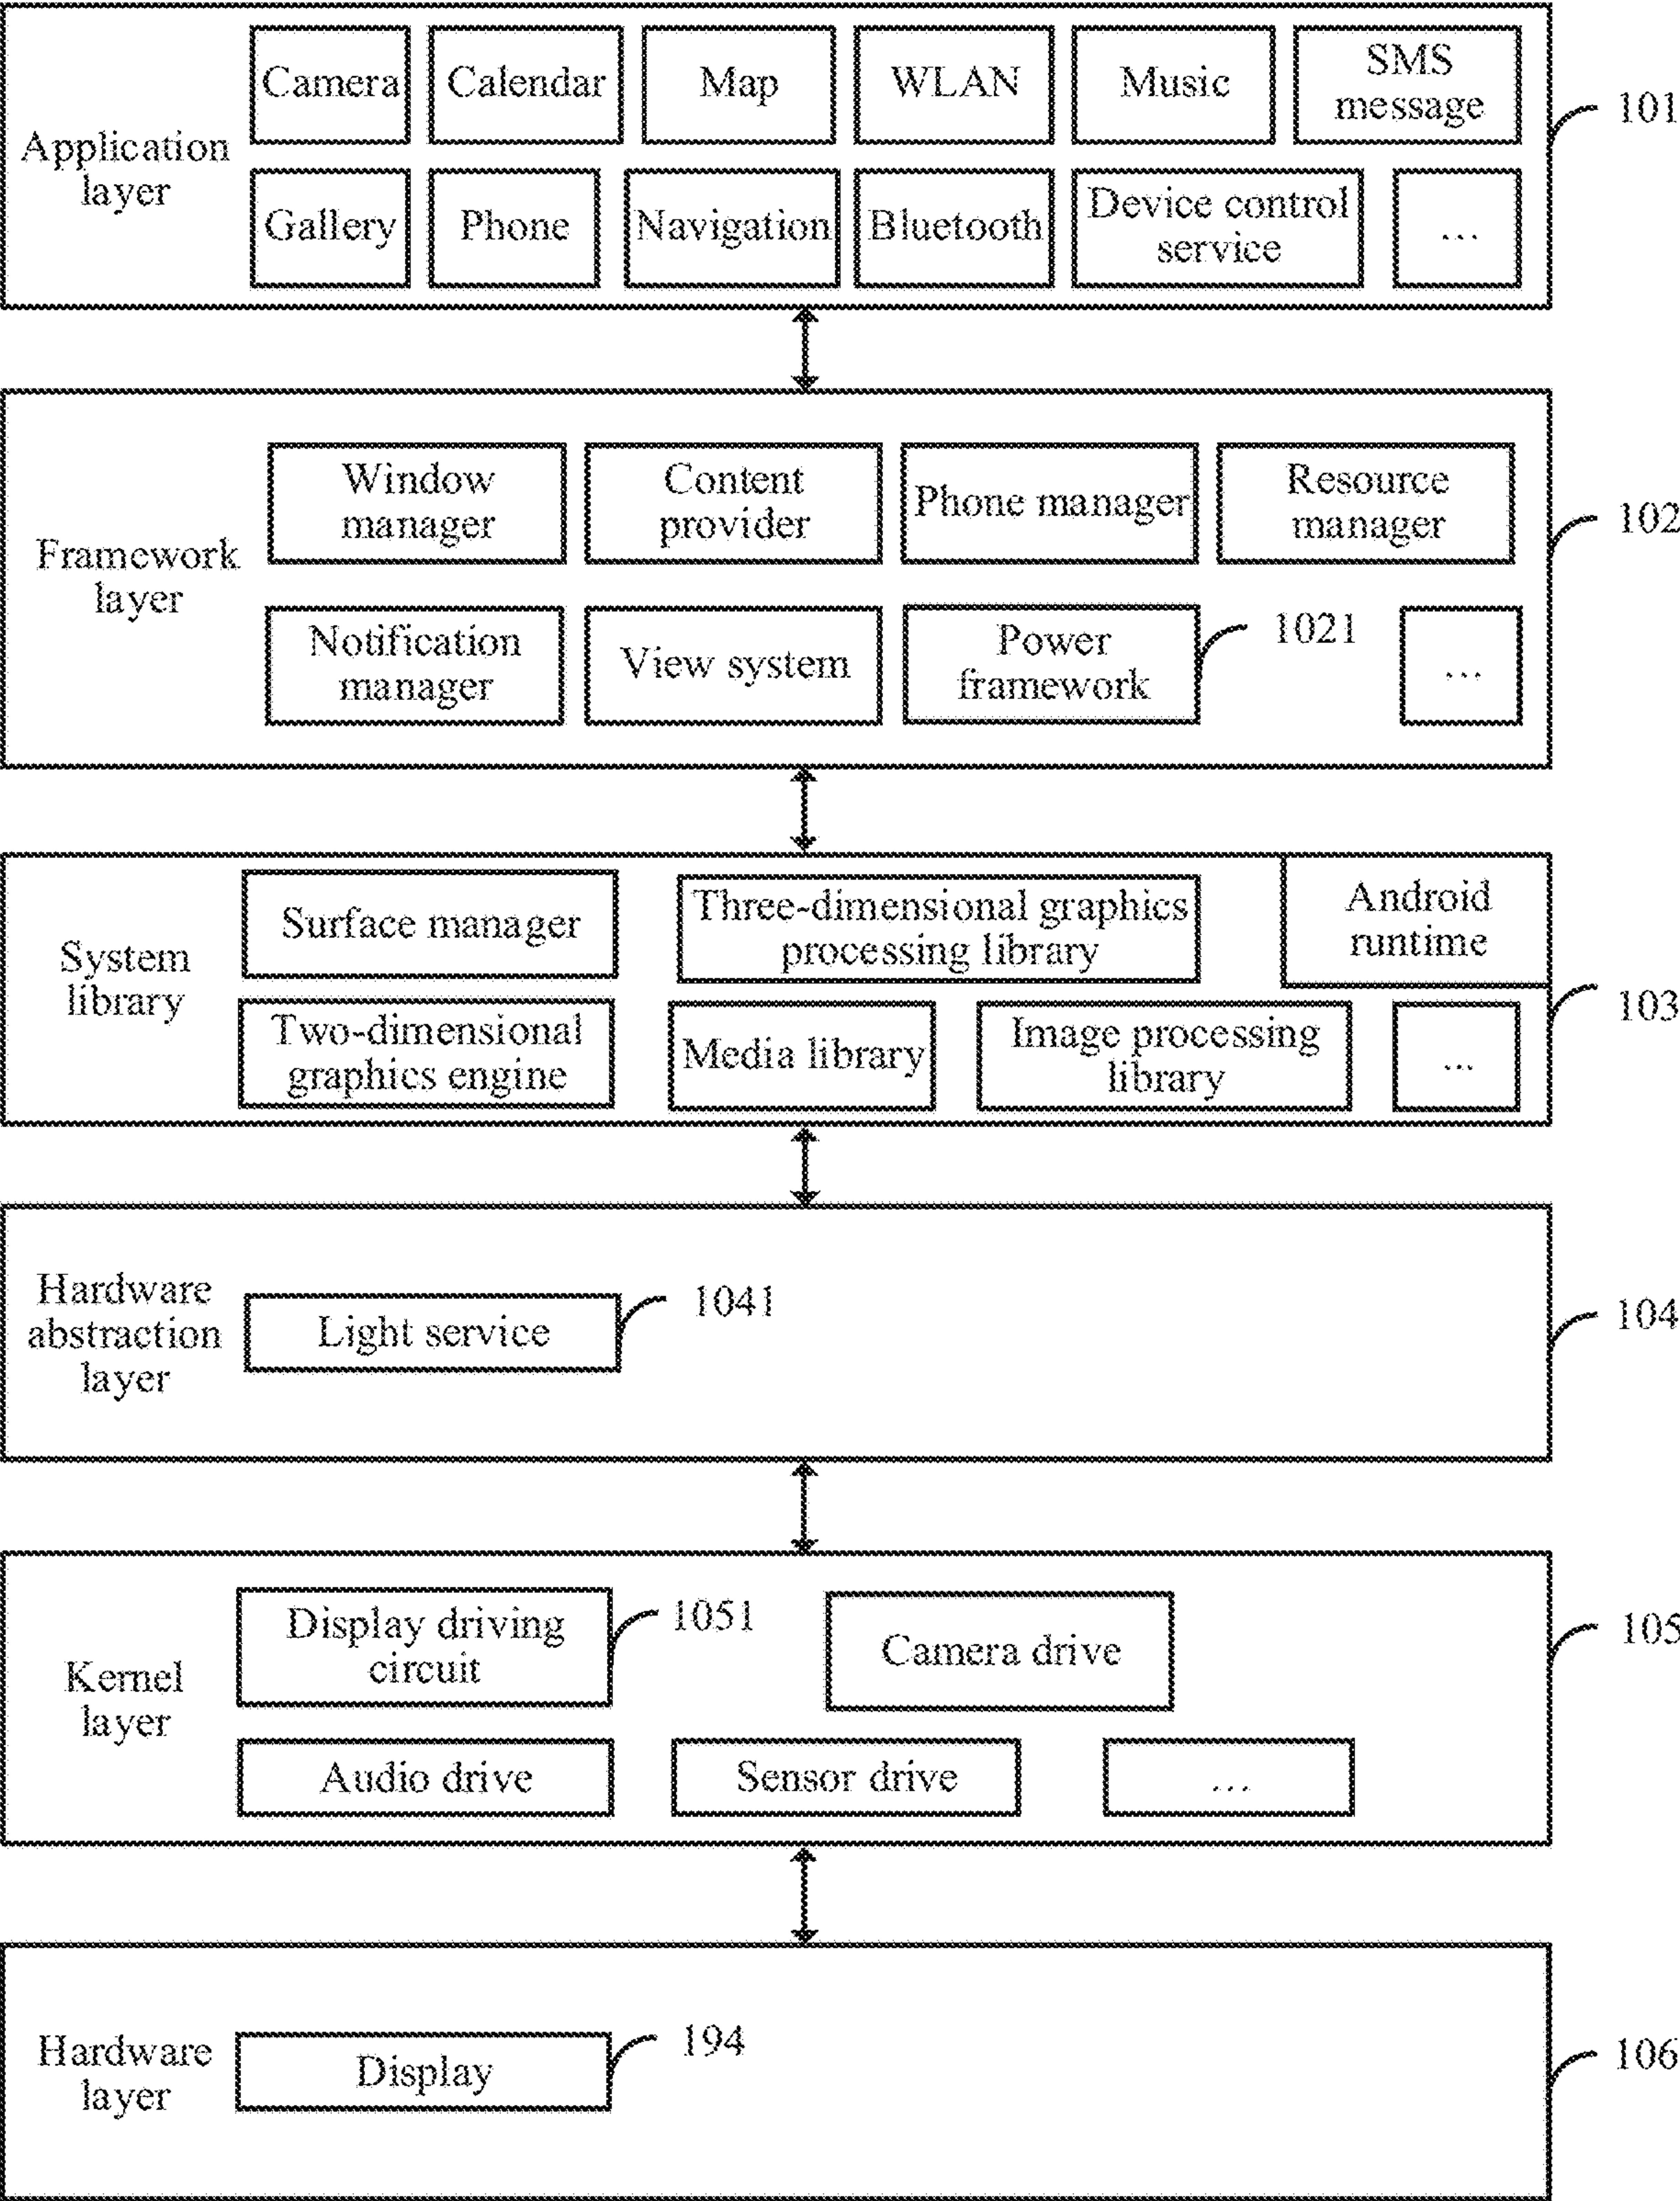 Application
layer
Camera
Calendar
Map
WLAN
Music
SMS
message
101
Gallery
Phone
Navigation
Bluetooth
Device control
service
...
Framework
layer
Window
manager
Content
provider
Phone manager
Resource
manager
102
Notification
manager
View system
Power
framework
1021
...
System
library
Surface manager
Three-dimensional graphics
processing library
Android
runtime
103
Two-dimensional
graphics engine
Media library
Image processing
library
...
Hardware
abstraction
layer
Light service
1041
104
Kernel
layer
Display driving
circuit
1051
Camera drive
105
Audio drive
Sensor drive
...
Hardware
layer
Display
194
106